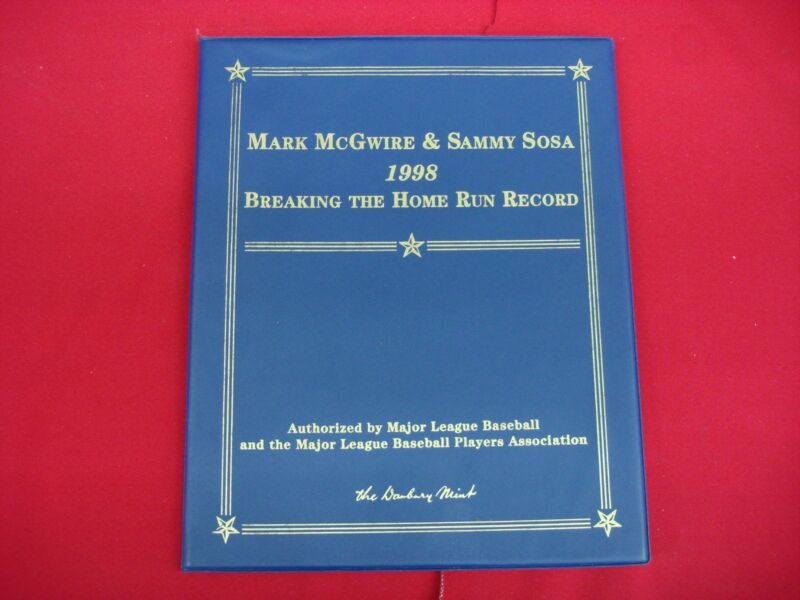 MARK MCGWIRE & SAMMY SOSA
1998
BREAKING THE HOME RUN RECORD
Authorized by Major League Baseball
and the Major League Baseball Players Association
The Danbury Mint